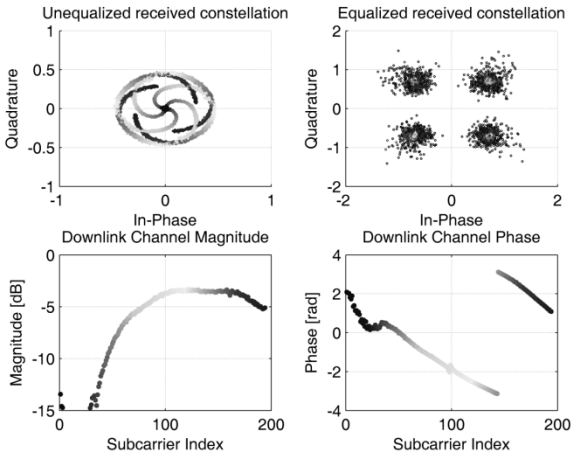 Unequalized received constellation
Equalized received constellation
Quadrature
1
0.5
0
-0.5
-1
-1
0
1
In-Phase
Quadrature
2
1
0
-1
-2
-2
0
2
In-Phase
Downlink Channel Magnitude
Downlink Channel Phase
Magnitude [dB]
0
-5
-10
-15
0
100
200
Subcarrier Index
Phase [rad]
4
2
0
-2
-4
0
100
200
Subcarrier Index